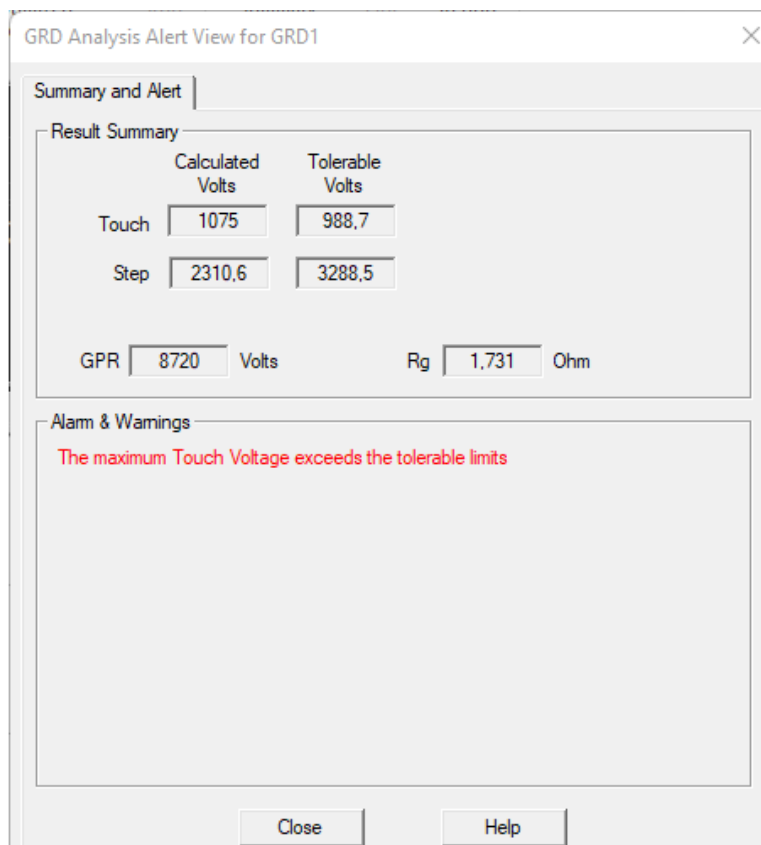 GRD Analysis Alert View for GRD1
Summary and Alert
Result Summary
Calculated Volts
Tolerable Volts
Touch 1075 988,7
Step 2310,6 3288,5
GPR 8720 Volts Rg 1,731 Ohm
Alarm & Warnings
The maximum Touch Voltage exceeds the tolerable limits
Close Help